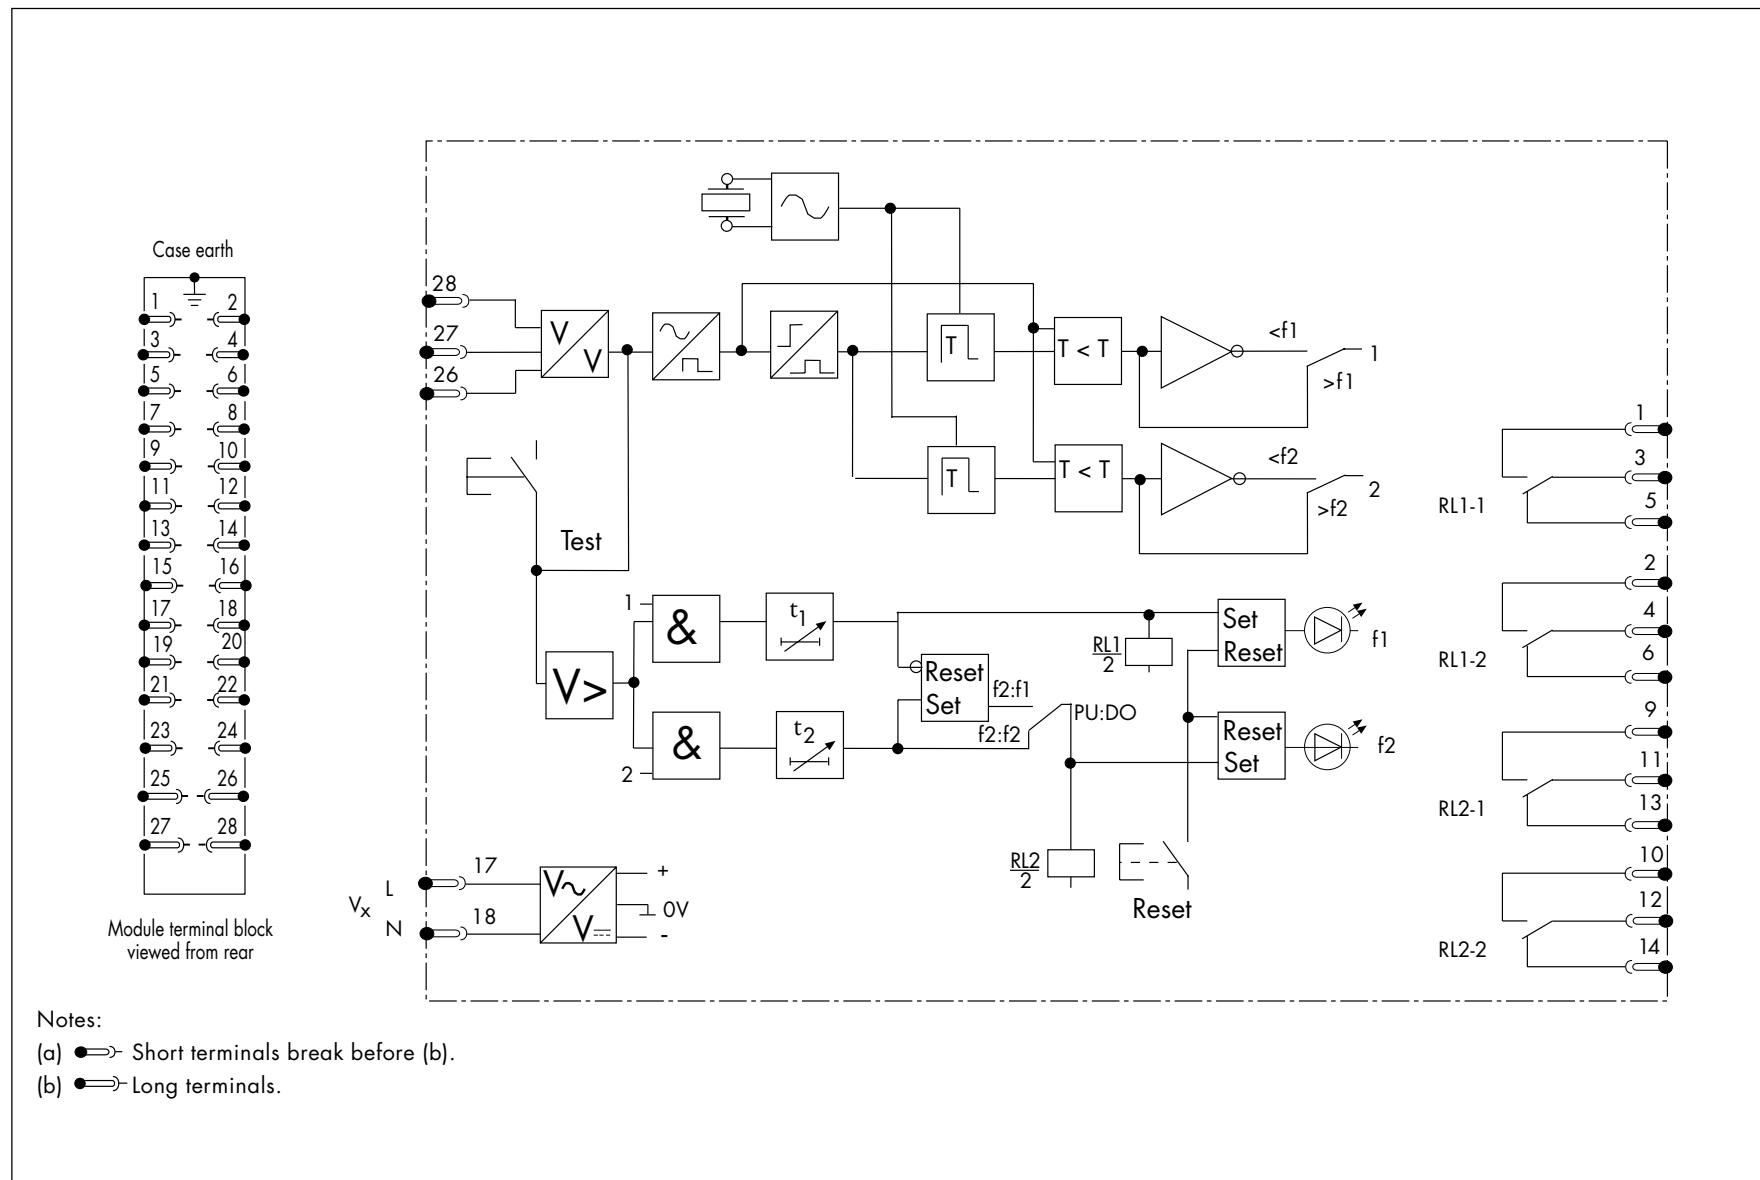 Case earth
1 2
3 4
5 6
7 8
9 10
11 12
13 14
15 16
17 18
19 20
21 22
23 24
25 26
27 28
Module terminal block
viewed from rear
28
27
26
V
V
T
T < T
<f1
1
>f1
T
T < T
<f2
2
>f2
Test
1
&
t1
V>
&
2
t2
Reset
Set
f2:f1
f2:f2
PU:DO
RL1
2
Set
Reset
f1
Reset
Set
f2
RL2
2
Reset
Vx
L
N
17
18
V
V
+
0V
-
RL1-1
1
3
5
RL1-2
2
4
6
RL2-1
9
11
13
RL2-2
10
12
14
Notes:
(a) Short terminals break before (b).
(b) Long terminals.